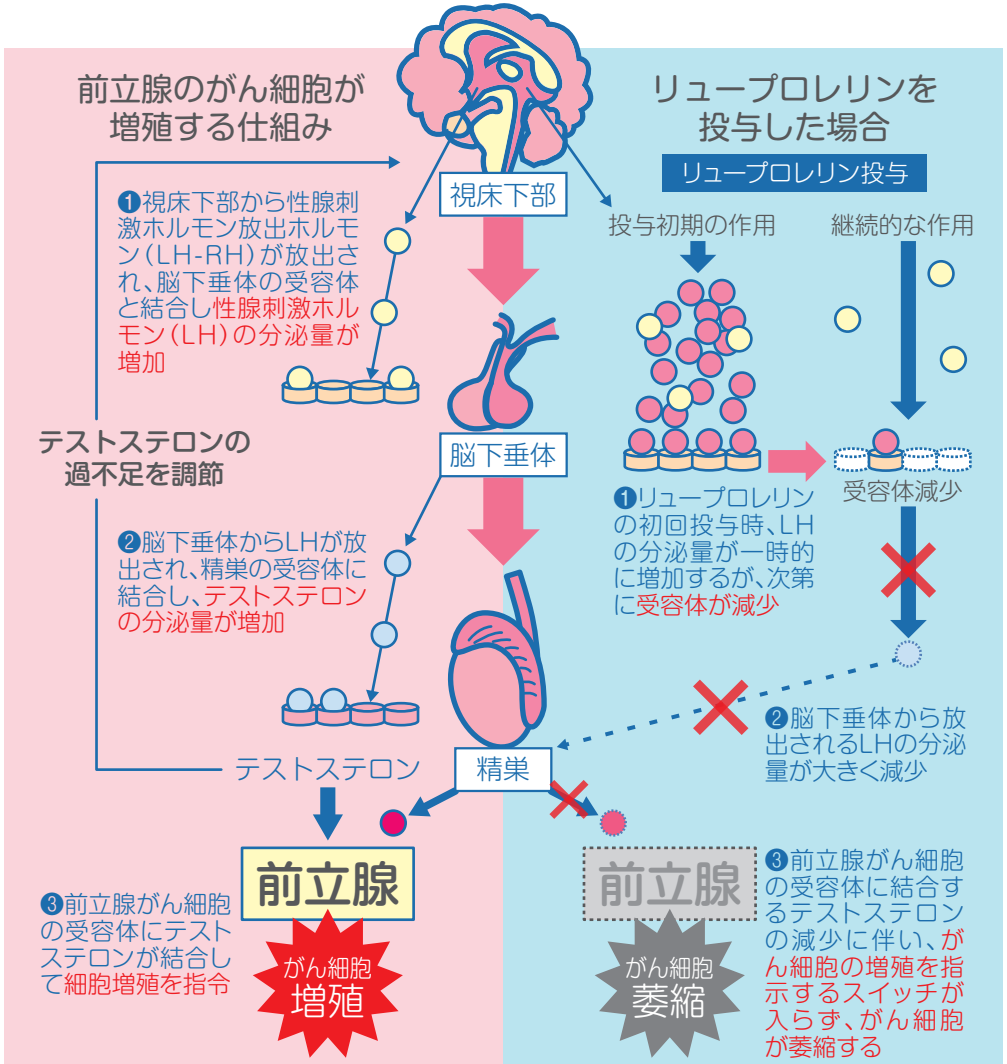 前立腺のがん細胞が
増殖する仕組み
リュープロレリンを
投与した場合
リュープロレリン投与
視床下部
❶視床下部から性腺刺
激ホルモン放出ホルモ
ン(LH-RH)が放出さ
れ、脳下垂体の受容体
と結合し性腺刺激ホル
モン(LH)の分泌量が
増加
投与初期の作用
継続的な作用
テストステロンの
過不足を調節
脳下垂体
受容体減少
❶リュープロレリン
の初回投与時、LH
の分泌量が一時的
に増加するが、次第
に受容体が減少
❷脳下垂体からLHが放
出され、精巣の受容体に
結合し、テストステロン
の分泌量が増加
❷脳下垂体から放
出されるLHの分泌
量が大きく減少
テストステロン
精巣
前立腺
前立腺
❸前立腺がん細胞
の受容体にテスト
ステロンが結合し
て細胞増殖を指令
がん細胞
増殖
がん細胞
萎縮
❸前立腺がん細胞
の受容体に結合す
るテストステロン
の減少に伴い、が
ん細胞の増殖を指
示するスイッチが
入らず、がん細胞
が萎縮する